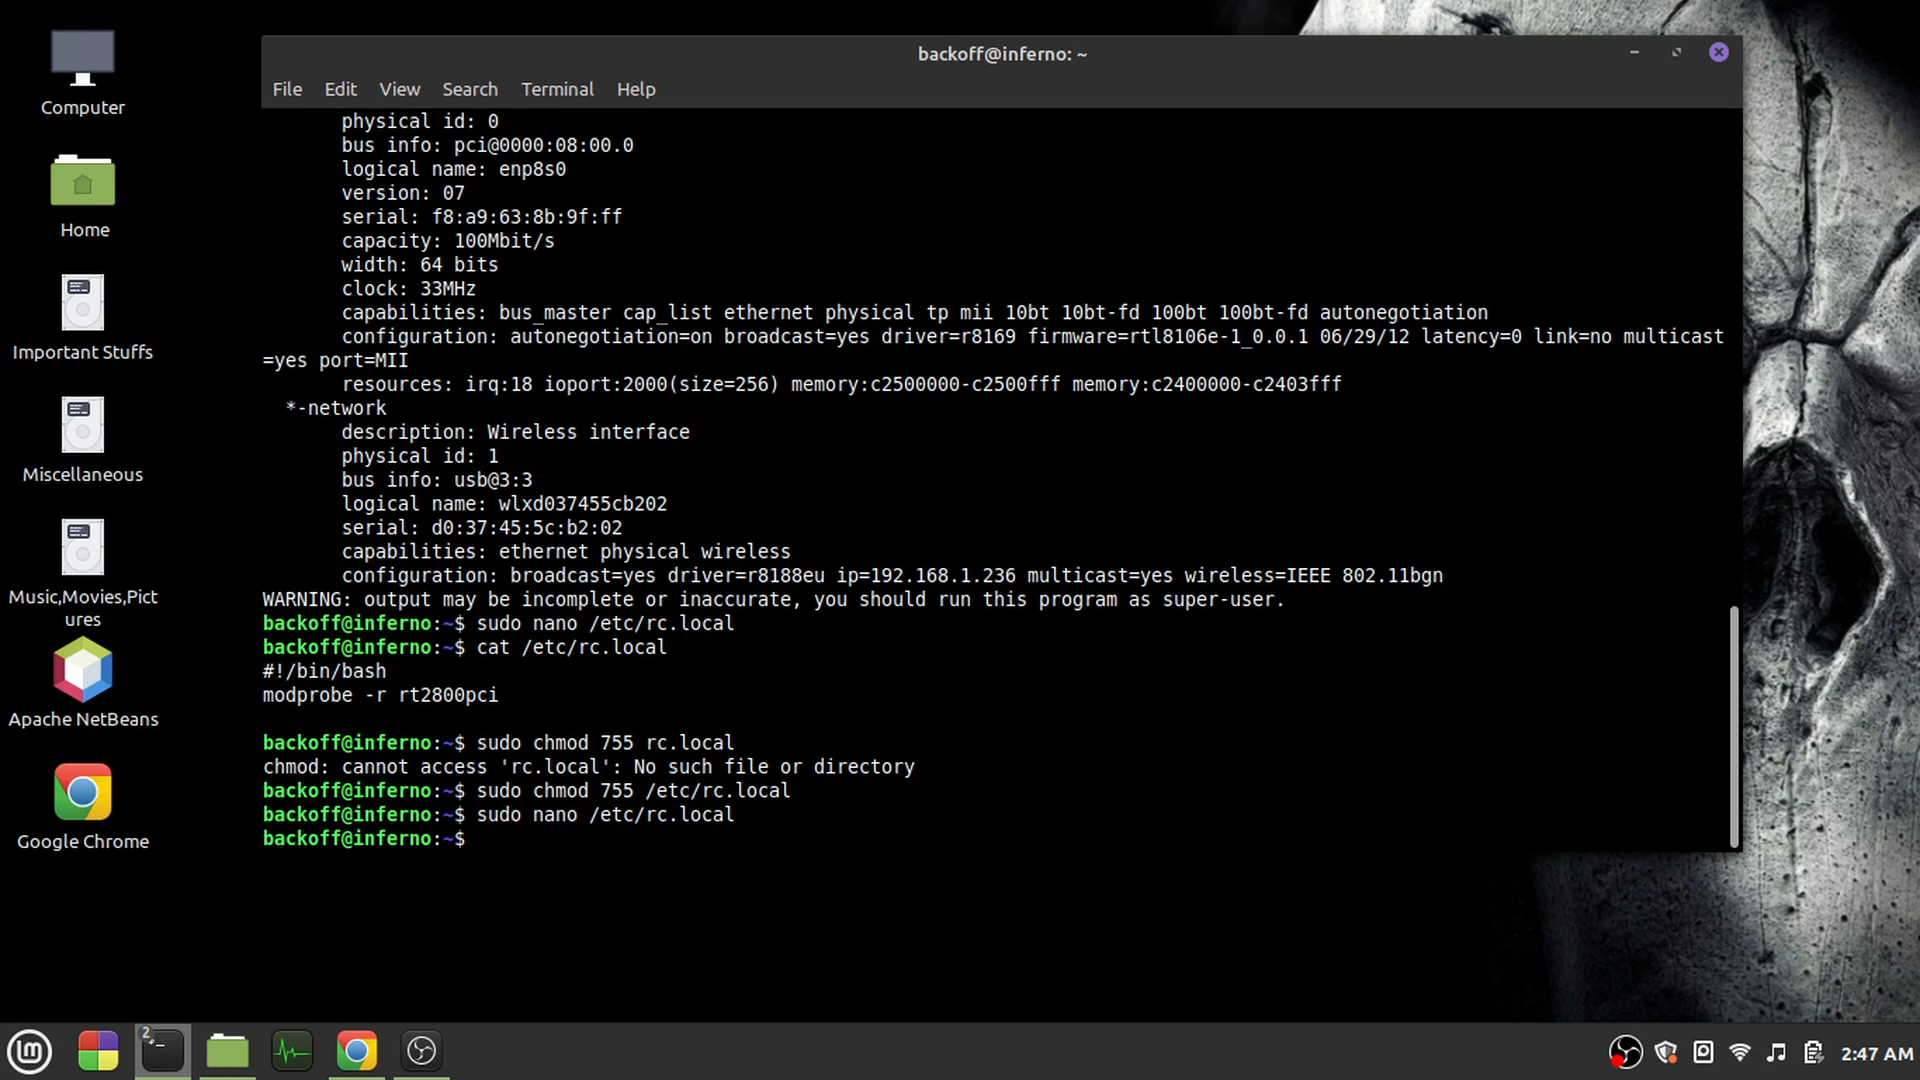 backoff@inferno: ~
File Edit View Search Terminal Help
physical id: 0
bus info: pci@0000:08:00.0
logical name: enp8s0
version: 07
serial: f8:a9:63:8b:9f:ff
capacity: 100Mbit/s
width: 64 bits
clock: 33MHz
capabilities: bus_master cap_list ethernet physical tp mii 10bt 10bt-fd 100bt 100bt-fd autonegotiation
configuration: autonegotiation=on broadcast=yes driver=r8169 firmware=rtl8106e-1_0.0.1 06/29/12 latency=0 link=no multicast
=yes port=MII
resources: irq:18 ioport:2000(size=256) memory:c2500000-c2500fff memory:c2400000-c2403fff
*-network
description: Wireless interface
physical id: 1
bus info: usb@3:3
logical name: wlxd037455cb202
serial: d0:37:45:5c:b2:02
capabilities: ethernet physical wireless
configuration: broadcast=yes driver=r8188eu ip=192.168.1.236 multicast=yes wireless=IEEE 802.11bgn
WARNING: output may be incomplete or inaccurate, you should run this program as super-user.
backoff@inferno:~$ sudo nano /etc/rc.local
backoff@inferno:~$ cat /etc/rc.local
#!/bin/bash
modprobe -r rt2800pci
backoff@inferno:~$ sudo chmod 755 rc.local
chmod: cannot access 'rc.local': No such file or directory
backoff@inferno:~$ sudo chmod 755 /etc/rc.local
backoff@inferno:~$ sudo nano /etc/rc.local
backoff@inferno:~$
Computer
Home
Important Stuffs
Miscellaneous
Music,Movies,Pict
ures
Apache NetBeans
Google Chrome
2
2:47 AM